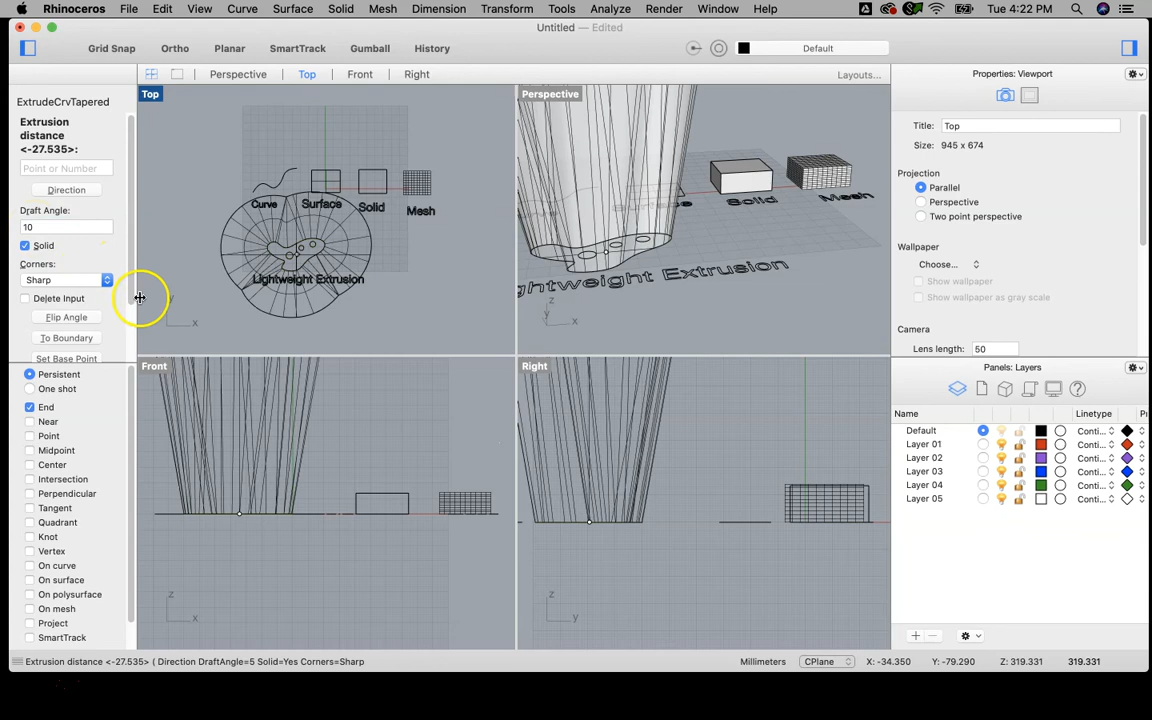 Rhinoceros File Edit View Curve Surface Solid Mesh Dimension Transform Tools Analyze Render Window Help Tue 4:22 PM
Untitled — Edited
Grid Snap Ortho Planar SmartTrack Gumball History Default
Perspective Top Front Right Layouts...
Properties: Viewport
ExtrudeCrvTapered
Extrusion
distance
<-27.535>:
Point or Number
Direction
Draft Angle:
10
Solid
Corners:
Sharp
Delete Input
Flip Angle
To Boundary
Set Base Point
Persistent
One shot
End
Near
Point
Midpoint
Center
Intersection
Perpendicular
Tangent
Quadrant
Knot
Vertex
On curve
On surface
On polysurface
On mesh
Project
SmartTrack
Top
Curve Surface Solid Mesh
Lightweight Extrusion
y
x
Perspective
Surface Solid Mesh
Lightweight Extrusion
z
y
x
Front
z
x
Right
z
y
Title: Top
Size: 945 x 674
Projection
Parallel
Perspective
Two point perspective
Wallpaper
Choose...
Show wallpaper
Show wallpaper as gray scale
Camera
Lens length: 50
Panels: Layers
Name Linetype
Default Conti...
Layer 01 Conti...
Layer 02 Conti...
Layer 03 Conti...
Layer 04 Conti...
Layer 05 Conti...
Extrusion distance <-27.535> ( Direction DraftAngle=5 Solid=Yes Corners=Sharp
Millimeters CPlane X: -34.350 Y: -79.290 Z: 319.331 319.331